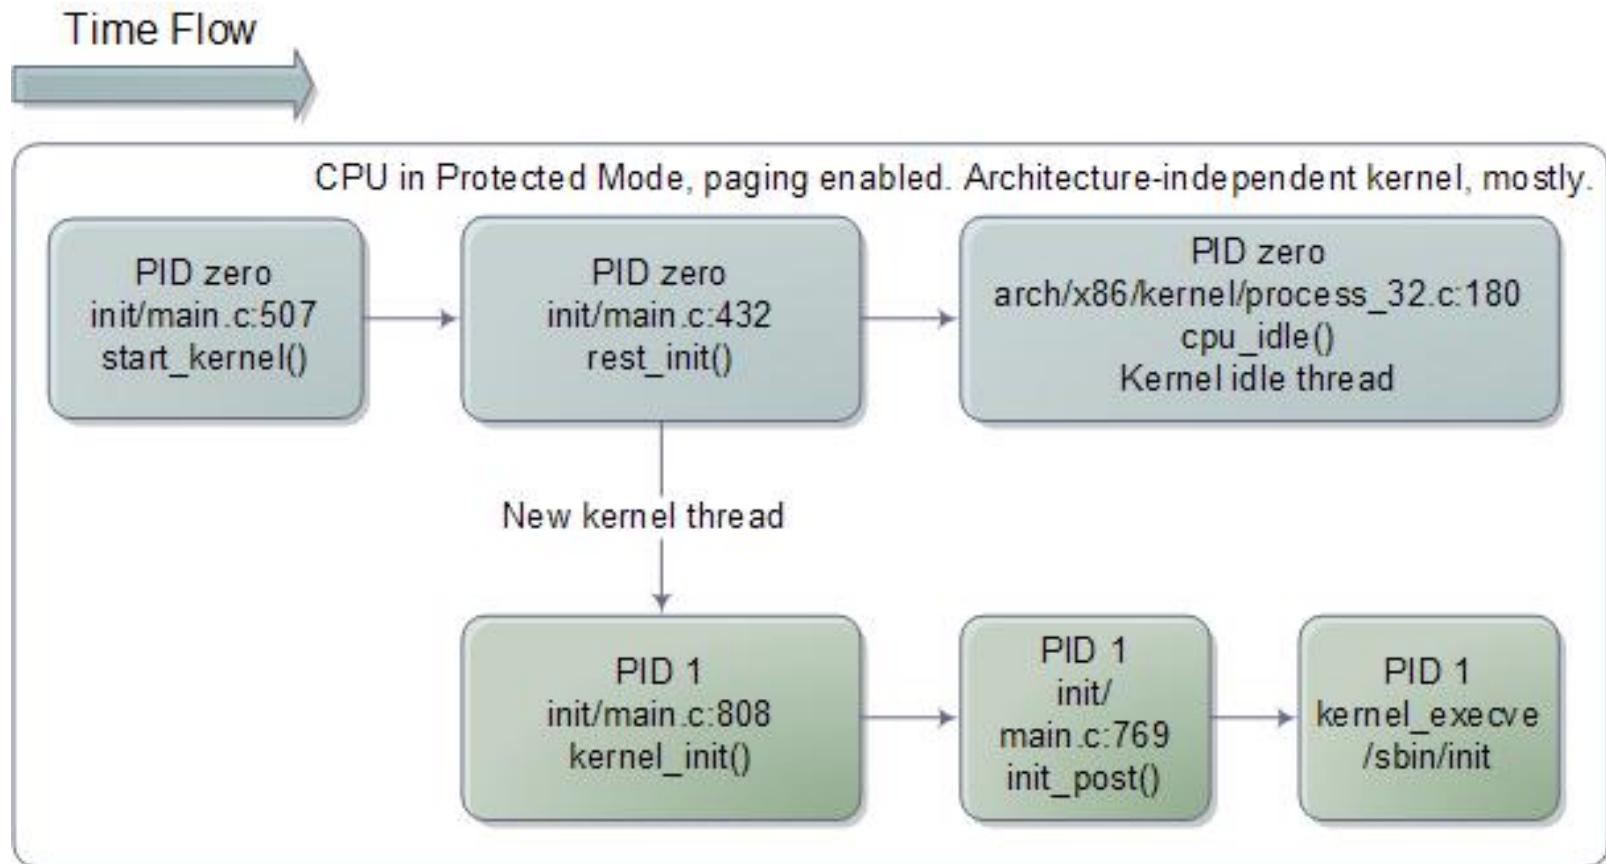 Time Flow
CPU in Protected Mode, paging enabled. Architecture-independent kernel, mostly.
PID zero
init/main.c:507
start_kernel()
PID zero
init/main.c:432
rest_init()
PID zero
arch/x86/kernel/process_32.c:180
cpu_idle()
Kernel idle thread
New kernel thread
PID 1
init/main.c:808
kernel_init()
PID 1
init/
main.c:769
init_post()
PID 1
kernel_execve
/sbin/init